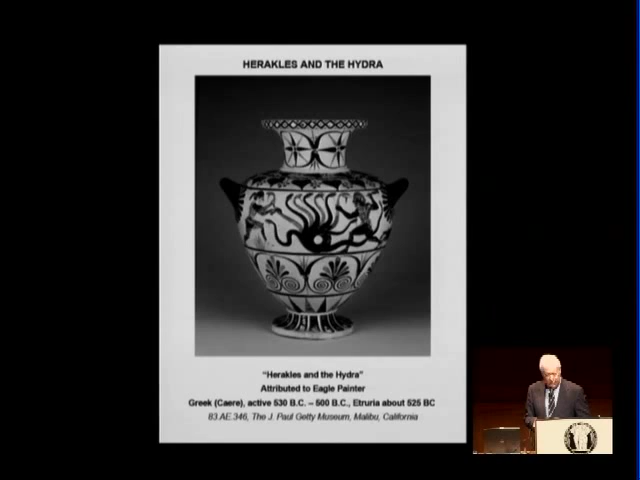 HERAKLES AND THE HYDRA
"Herakles and the Hydra"
Attributed to Eagle Painter
Greek (Caere), active 530 B.C. – 500 B.C., Etruria about 525 BC
83.AE.346, The J. Paul Getty Museum, Malibu, California